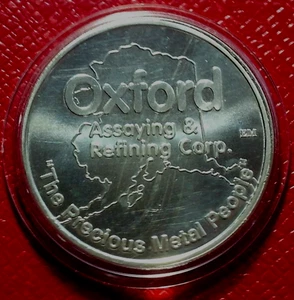 Oxford
Assaying &
Refining Corp.
"The Precious Metal People"